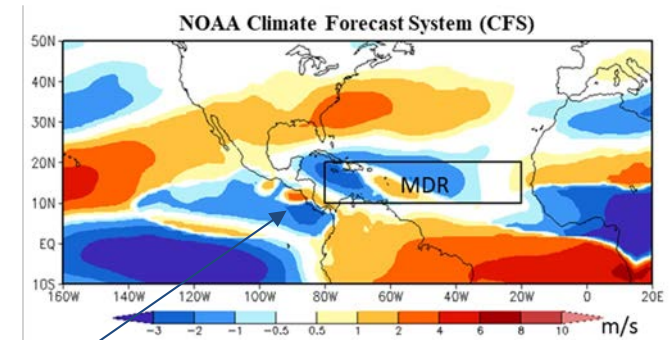 NOAA Climate Forecast System (CFS)
50N
40N
30N
20N
MDR
10N
EQ
10S
160W 140W 120W 100W 80W 60W 40W 20W 0 20E
-3 -2 -1 -0.5 0.5 1 2 4 6 8 10 m/s